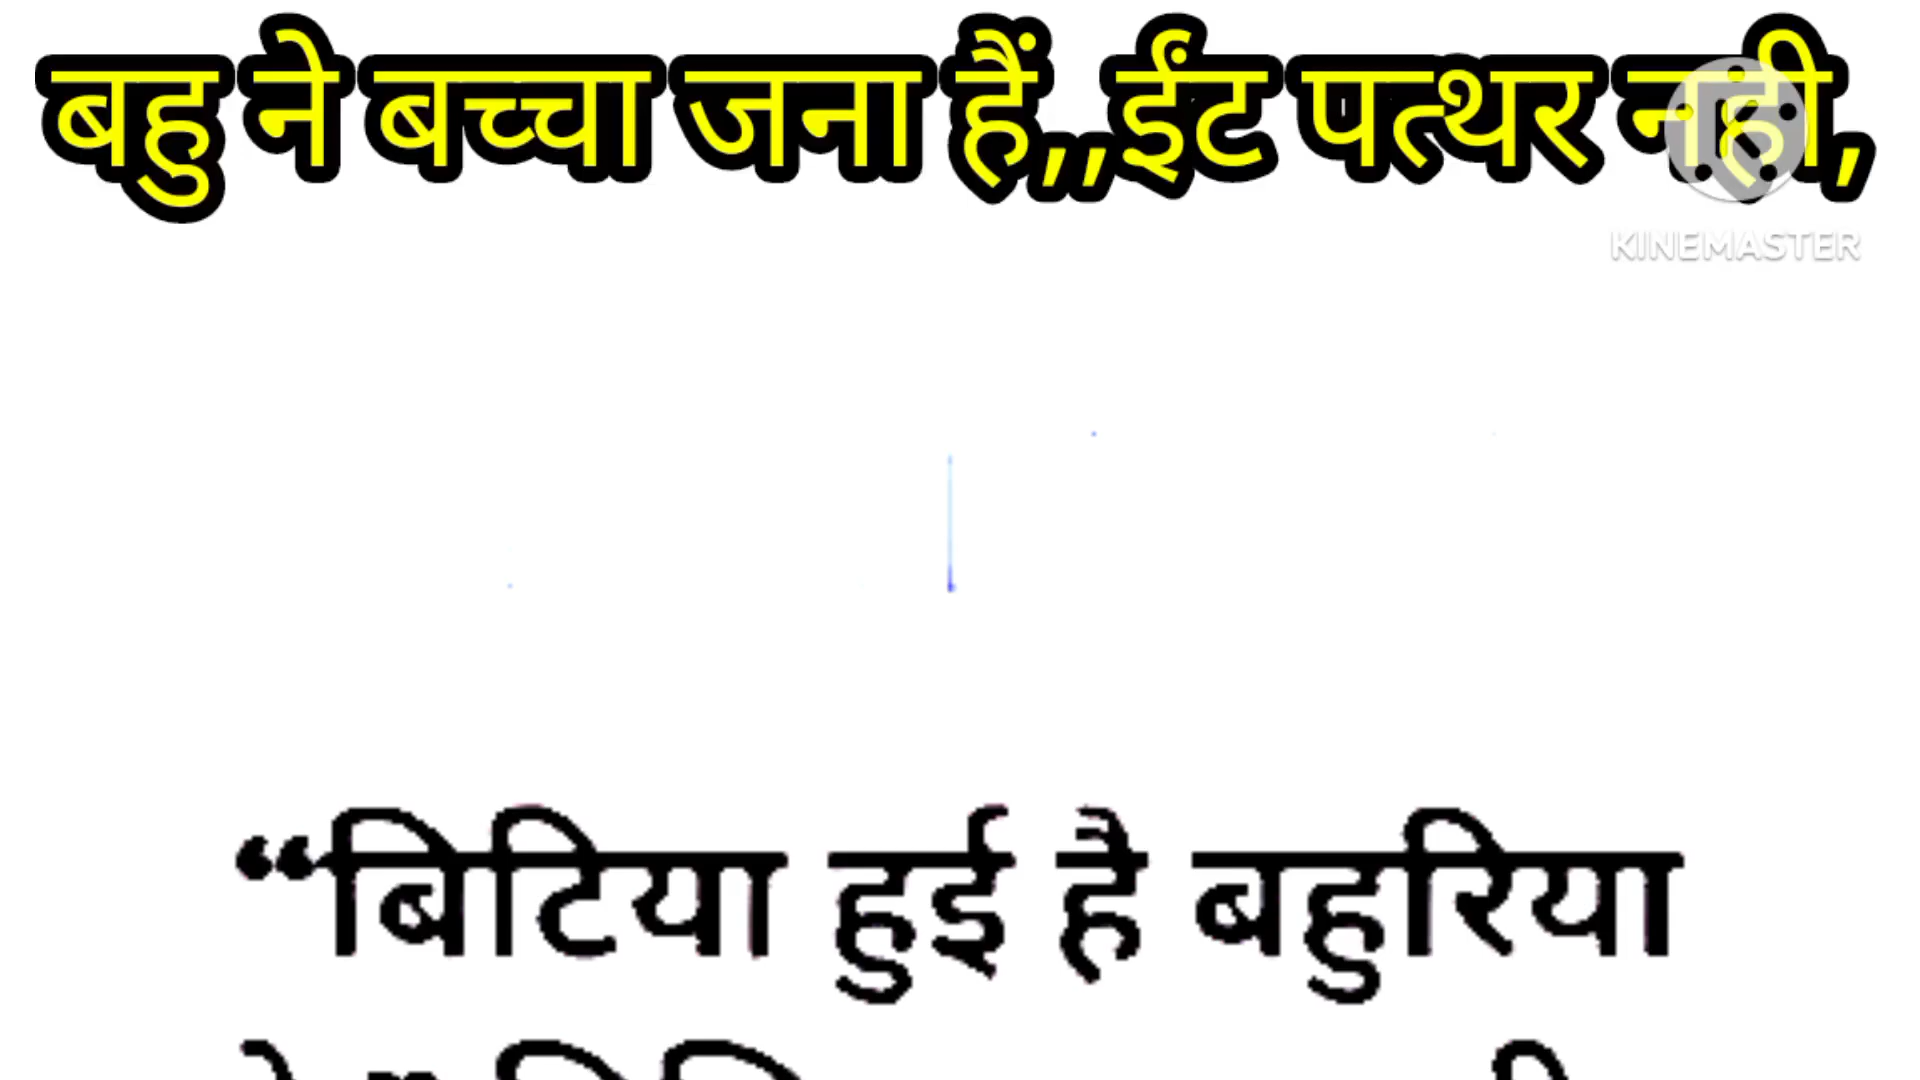 बहु ने बच्चा जना हैं,,ईंट पत्थर नही,
KINEMASTER
“बिटिया हुई है बहुरिया